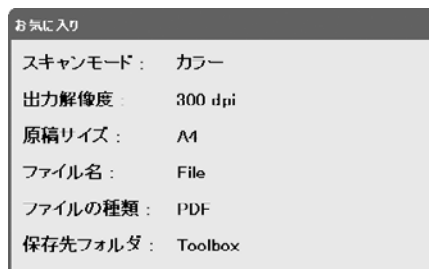 お気に入り
スキャンモード： カラー
出力解像度： 300 dpi
原稿サイズ： A4
ファイル名： File
ファイルの種類： PDF
保存先フォルダ： Toolbox